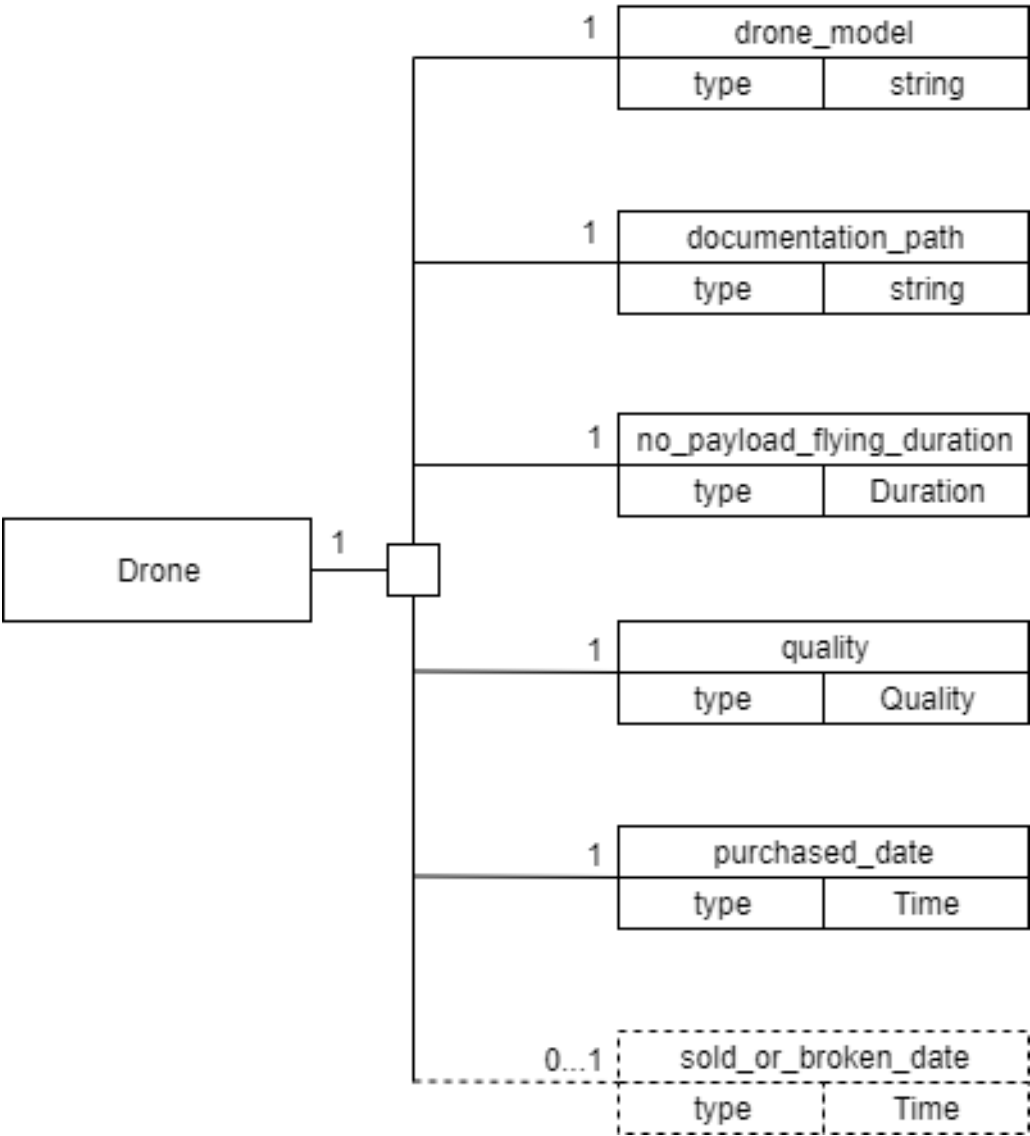 1
drone_model
type string
1
documentation_path
type string
1
no_payload_flying_duration
type Duration
Drone
1
1
quality
type Quality
1
purchased_date
type Time
0...1
sold_or_broken_date
type Time